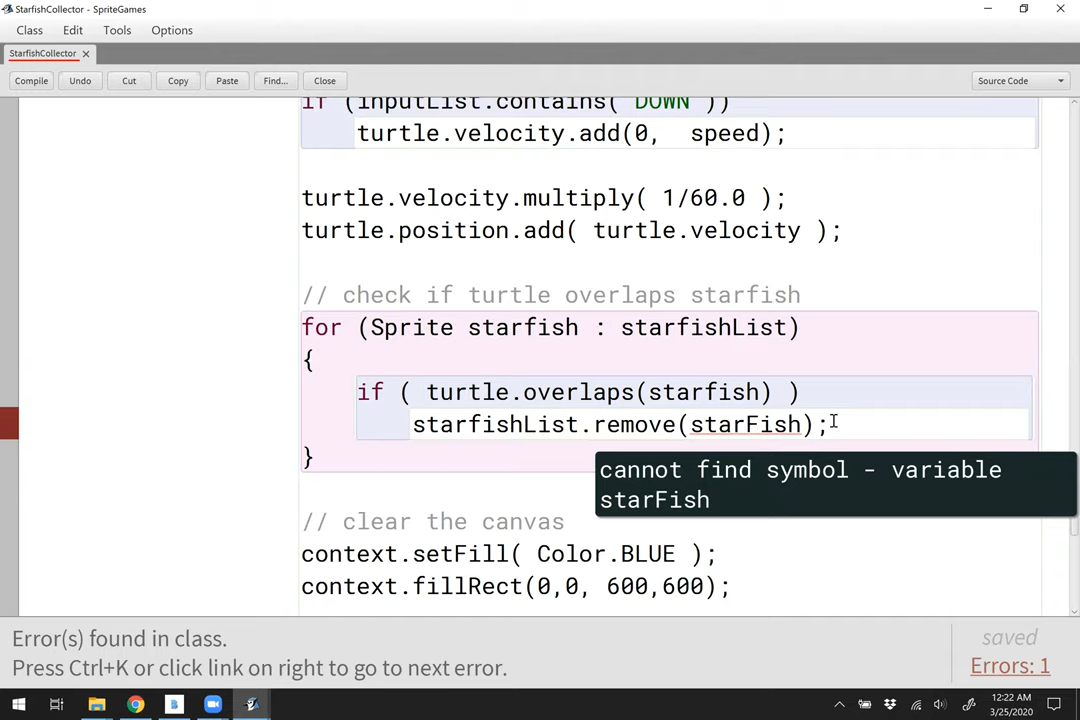 StarfishCollector - SpriteGames
Class Edit Tools Options
StarfishCollector ×
Compile Undo Cut Copy Paste Find... Close Source Code
if (inputList.contains("DOWN"))
turtle.velocity.add(0,  speed);
turtle.velocity.multiply( 1/60.0 );
turtle.position.add( turtle.velocity );
// check if turtle overlaps starfish
for (Sprite starfish : starfishList)
{
if ( turtle.overlaps(starfish) )
starfishList.remove(starFish);
}
cannot find symbol - variable
starFish
// clear the canvas
context.setFill( Color.BLUE );
context.fillRect(0,0, 600,600);
Error(s) found in class.
Press Ctrl+K or click link on right to go to next error.
saved
Errors: 1
12:22 AM
3/25/2020